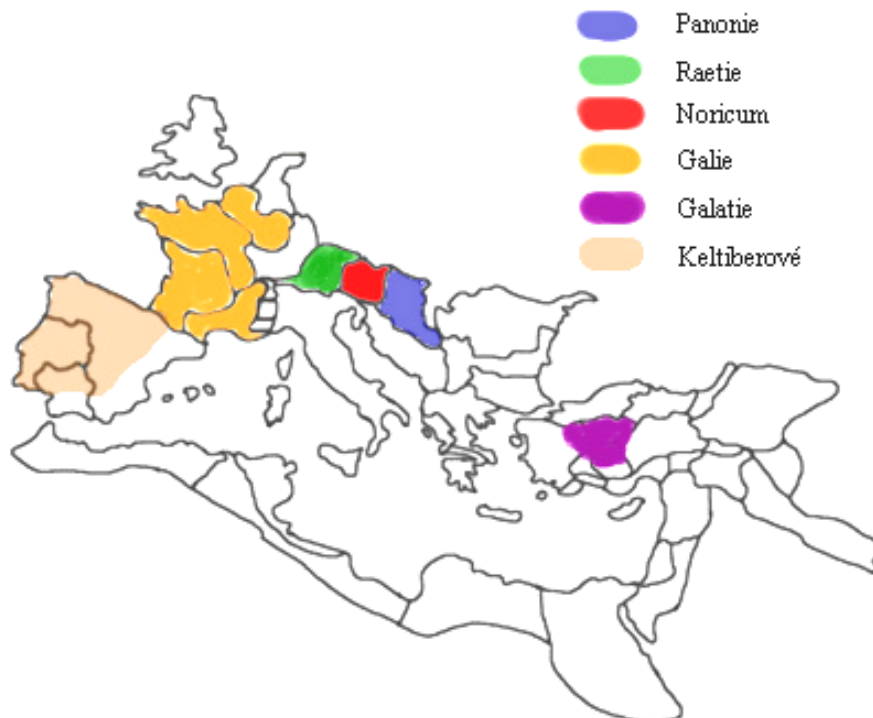 Panonie
Raetie
Noricum
Galie
Galatie
Keltiberové